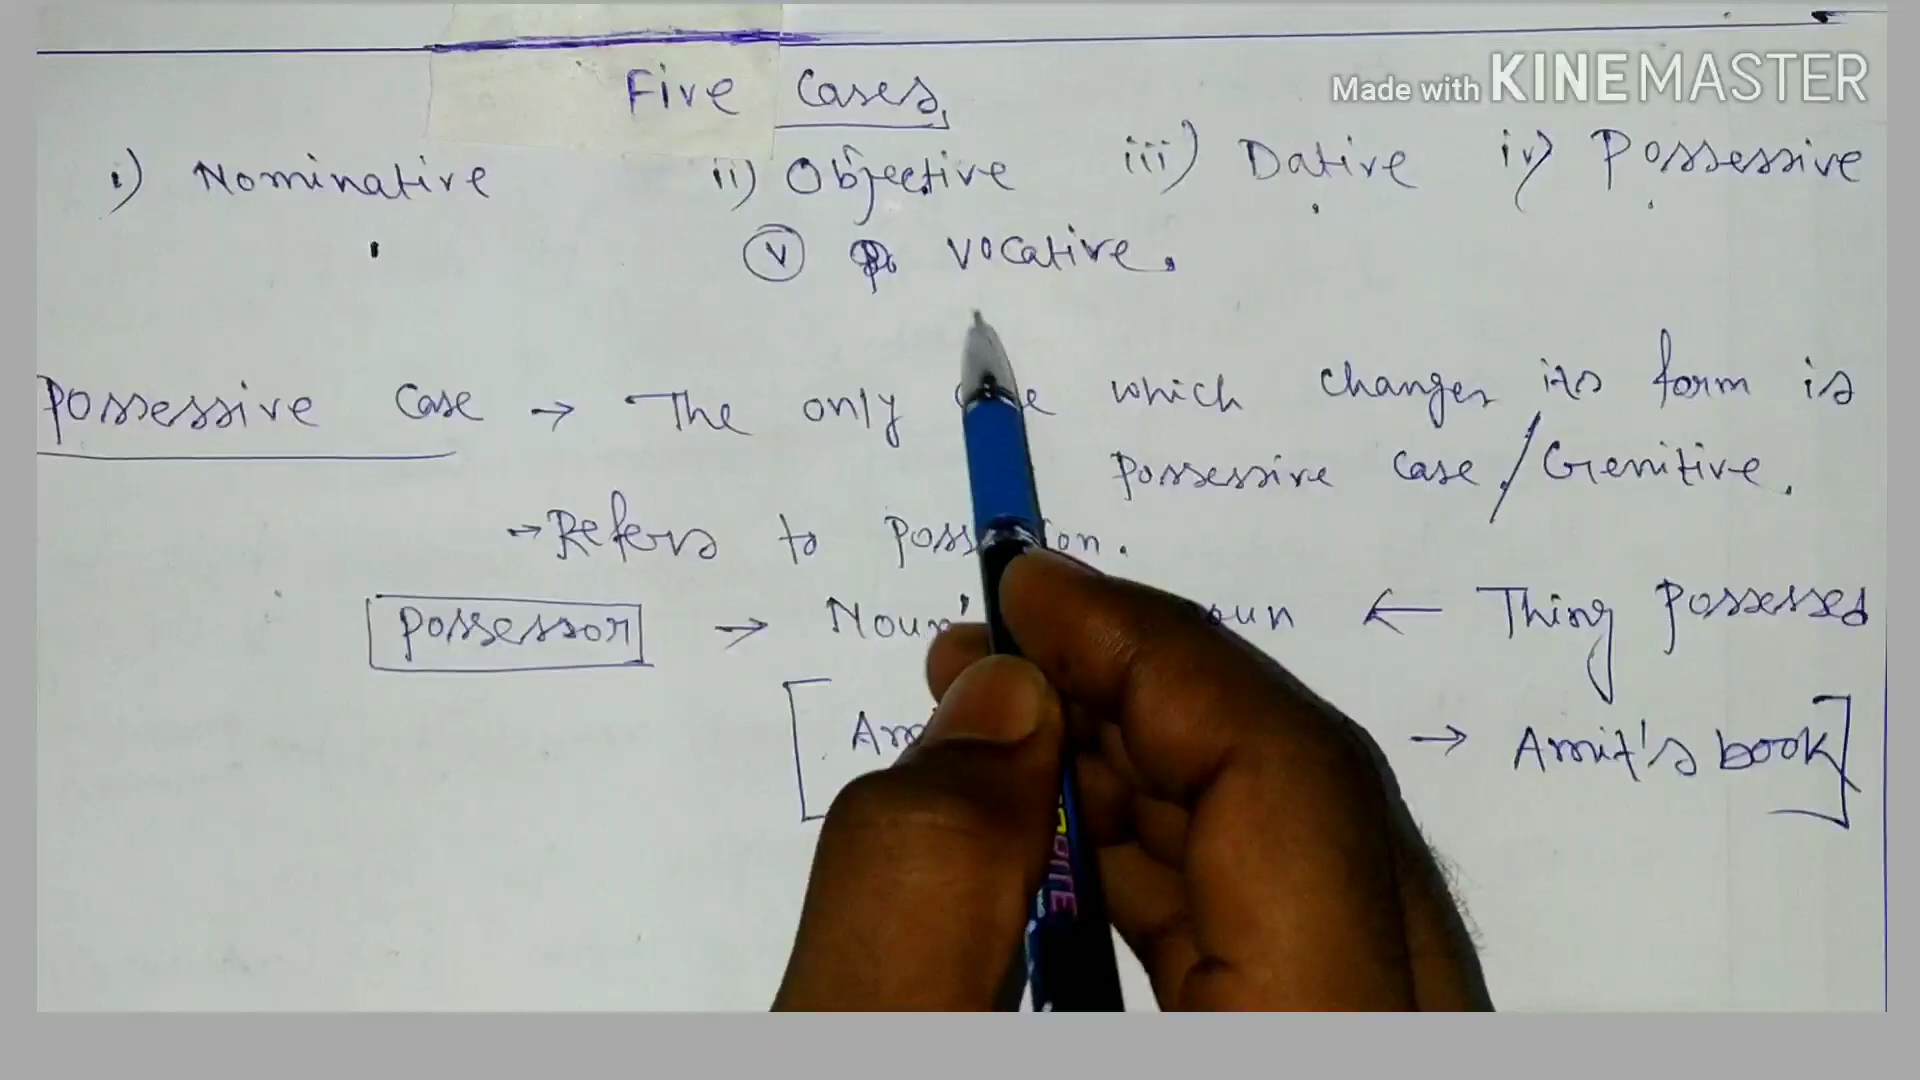 Five Cases,
Made with KINEMASTER
i) Nominative ii) Objective iii) Dative iv) Possessive
v vocative.
Possessive case → The only which changes its form is
possessive case / Genitive.
→ Refers to
Possessor → ← Thing Possessed
→ Amit's book]